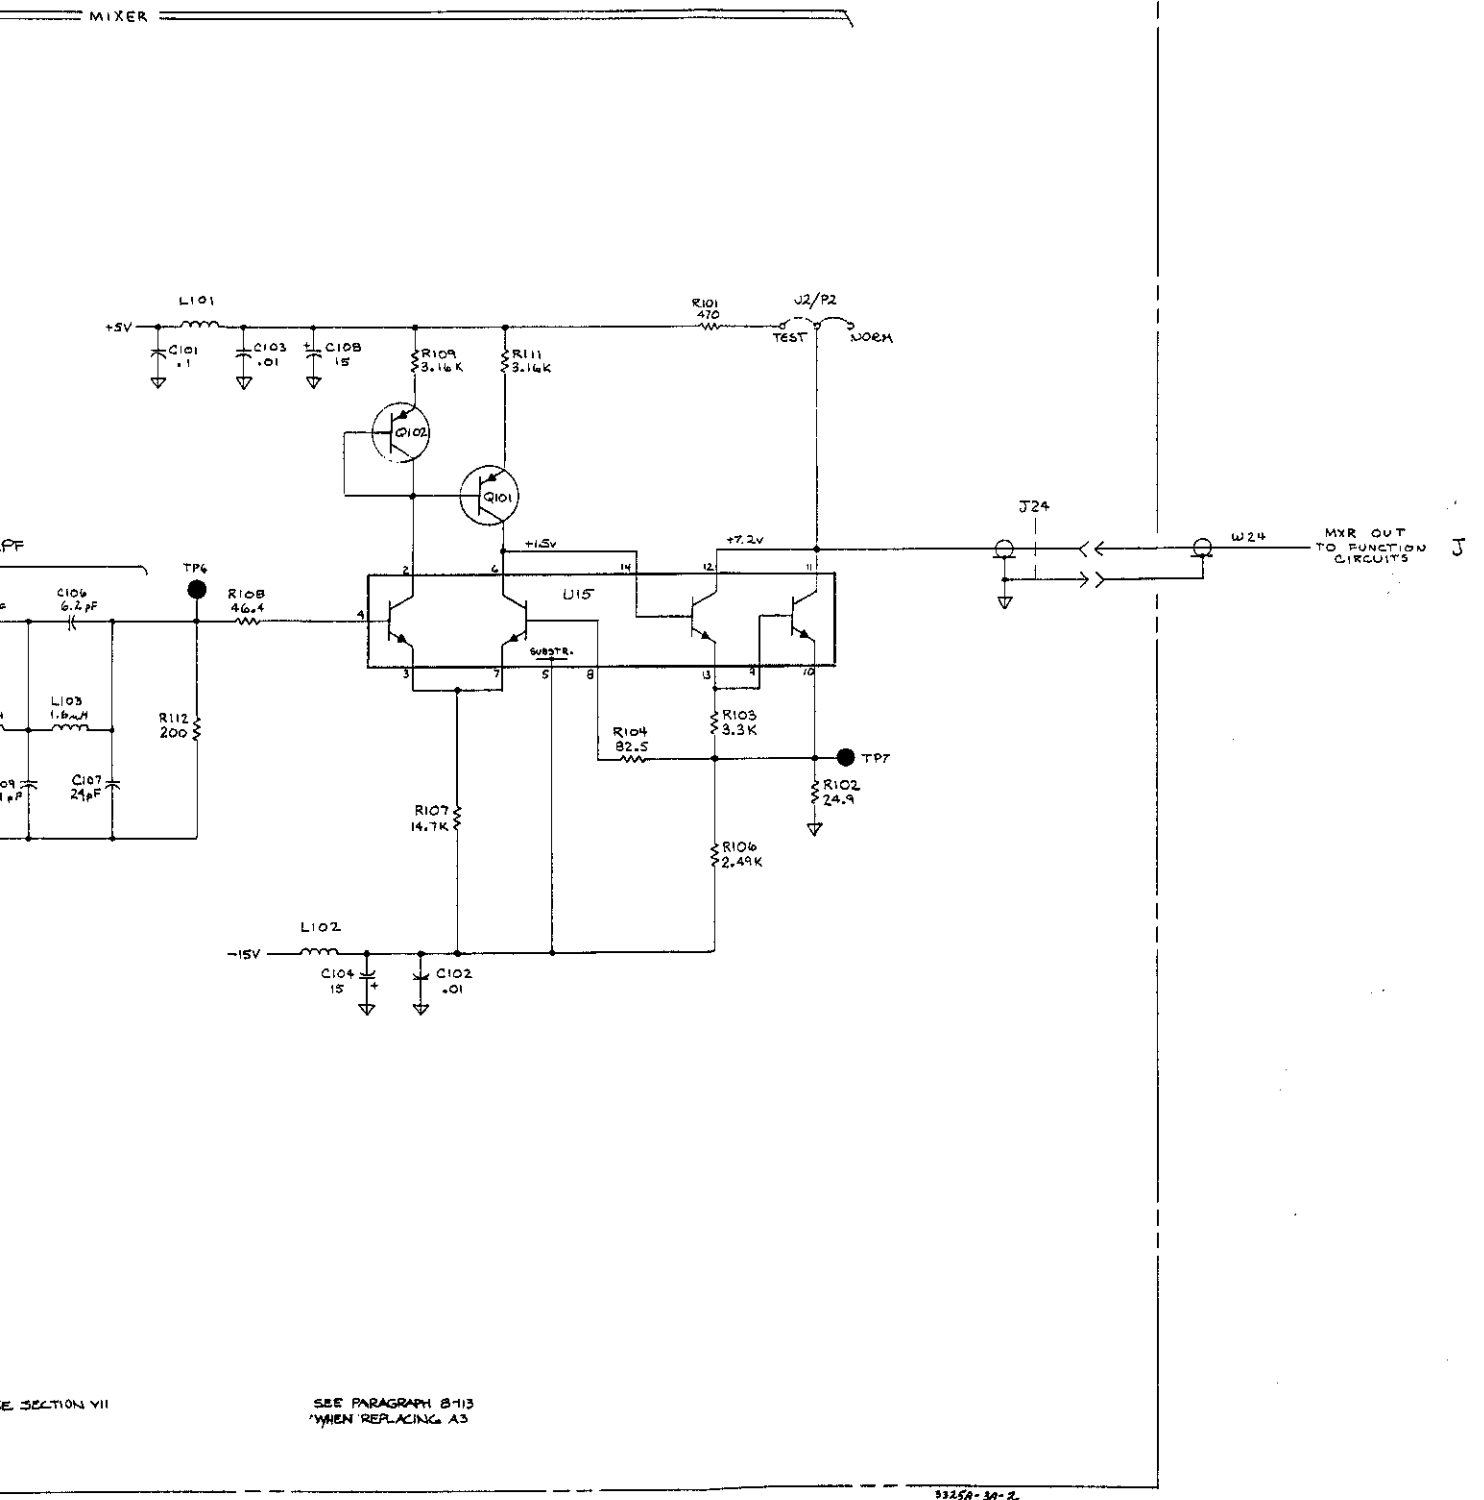 MIXER
L101
+5V
C101
.1
C103
.01
+
C108
15
R109
3.16K
R111
3.16K
R101
470
J2/P2
TEST
NORM
Q102
Q101
+1.5V
+7.2V
J24
W24
MXR OUT
TO FUNCTION
CIRCUITS
J
PF
C106
6.2pF
TP6
R108
46.4
2
6
14
12
11
4
U15
SUBSTR.
3
7
5
8
13
9
10
L103
1.6µH
R112
200
C107
24pF
09
pF
R104
82.5
R103
3.3K
TP7
R102
24.9
R107
14.7K
R106
2.49K
L102
-15V
C104
15
+
C102
.01
E SECTION VII
SEE PARAGRAPH 8-113
WHEN REPLACING A3
3325A-3A-2